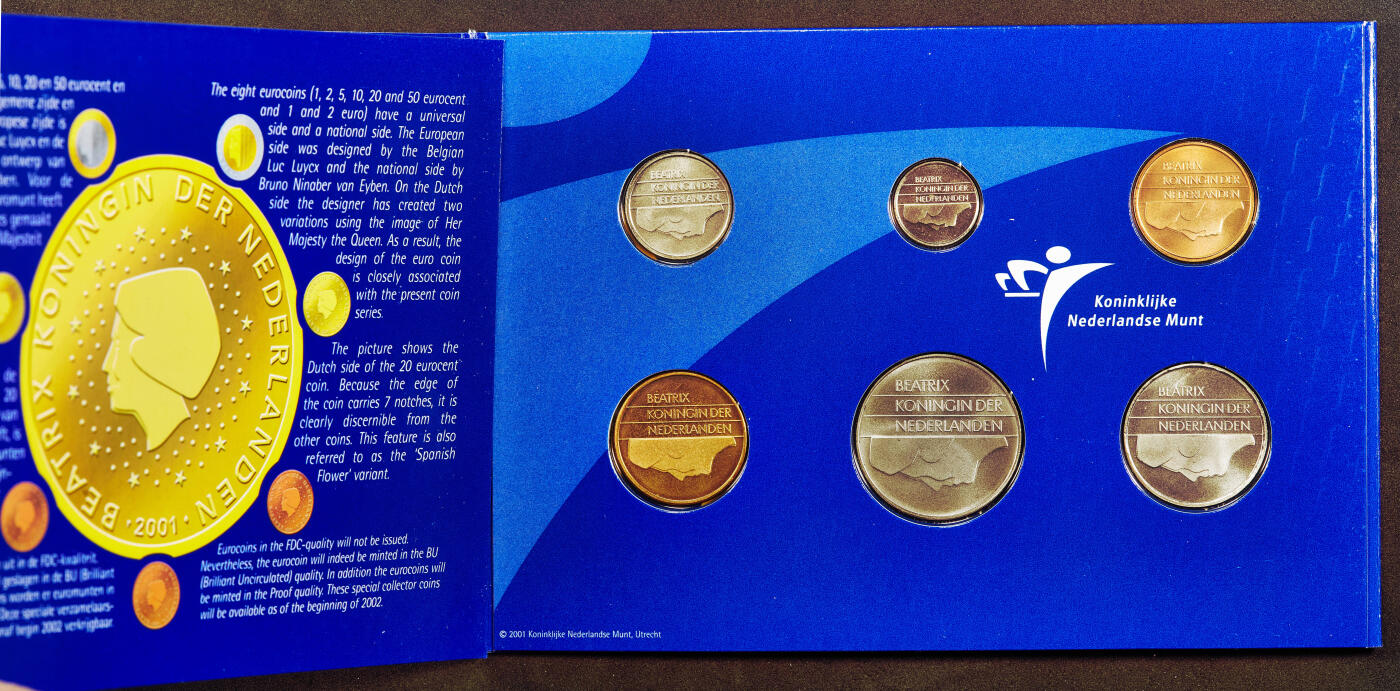 5, 10, 20 en 50 eurocent en
zijde en
zijde is
Luycx en de
ontwerp van
Voor de
heeft
gemaakt
Majesteit
de
20
van
is
The eight eurocoins (1, 2, 5, 10, 20 and 50 eurocent
and 1 and 2 euro) have a universal
side and a national side. The European
side was designed by the Belgian
Luc Luycx and the national side by
Bruno Ninaber van Eyben. On the Dutch
side the designer has created two
variations using the image of Her
Majesty the Queen. As a result, the
design of the euro coin
is closely associated
with the present coin
series.
The picture shows the
Dutch side of the 20 eurocent
coin. Because the edge of
the coin carries 7 notches, it is
clearly discernible from the
other coins. This feature is also
referred to as the 'Spanish
Flower' variant.
Eurocoins in the FDC-quality will not be issued.
Nevertheless, the eurocoin will indeed be minted in the BU
(Brilliant Uncirculated) quality. In addition the eurocoins will
be minted in the Proof quality. These special collector coins
will be available as of the beginning of 2002.
uit in de FDC-kwaliteit.
geslagen in de BU (Brilliant
worden er euromunten in
Deze speciale verzamelaars-
begin 2002 verkrijgbaar.
BEATRIX KONINGIN DER NEDERLANDEN
2001
BEATRIX
KONINGIN DER
NEDERLANDEN
BEATRIX
KONINGIN DER
NEDERLANDEN
BEATRIX
KONINGIN DER
NEDERLANDEN
Koninklijke
Nederlandse Munt
BEATRIX
KONINGIN DER
NEDERLANDEN
BEATRIX
KONINGIN DER
NEDERLANDEN
BEATRIX
KONINGIN DER
NEDERLANDEN
© 2001 Koninklijke Nederlandse Munt, Utrecht